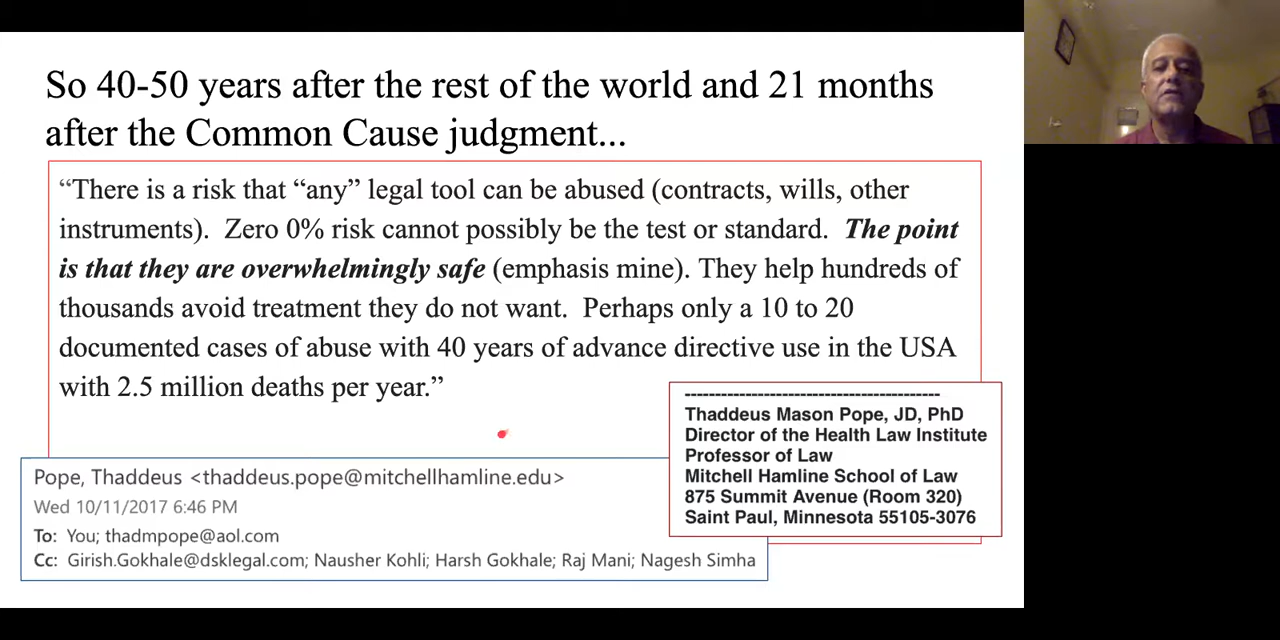 So 40-50 years after the rest of the world and 21 months
after the Common Cause judgment...
“There is a risk that “any” legal tool can be abused (contracts, wills, other
instruments).  Zero 0% risk cannot possibly be the test or standard.  The point
is that they are overwhelmingly safe (emphasis mine). They help hundreds of
thousands avoid treatment they do not want.  Perhaps only a 10 to 20
documented cases of abuse with 40 years of advance directive use in the USA
with 2.5 million deaths per year.”
-------------------------------------------
Thaddeus Mason Pope, JD, PhD
Director of the Health Law Institute
Professor of Law
Mitchell Hamline School of Law
875 Summit Avenue (Room 320)
Saint Paul, Minnesota 55105-3076
Pope, Thaddeus <thaddeus.pope@mitchellhamline.edu>
Wed 10/11/2017 6:46 PM
To: You; thadmpope@aol.com
Cc: Girish.Gokhale@dsklegal.com; Nausher Kohli; Harsh Gokhale; Raj Mani; Nagesh Simha